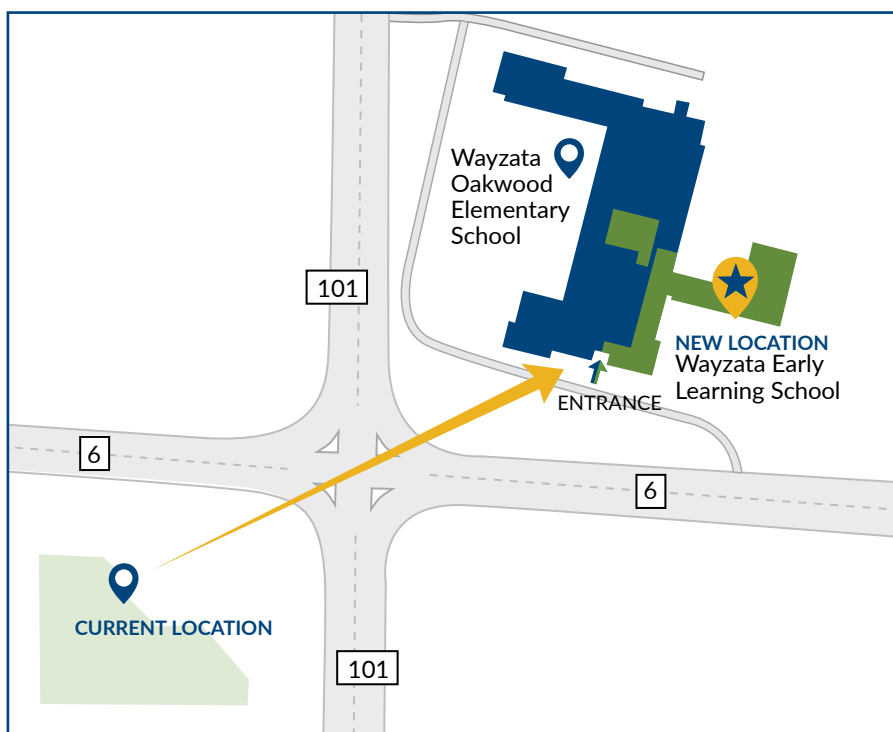 Wayzata
Oakwood
Elementary
School
101
NEW LOCATION
Wayzata Early
Learning School
ENTRANCE
6
6
CURRENT LOCATION
101